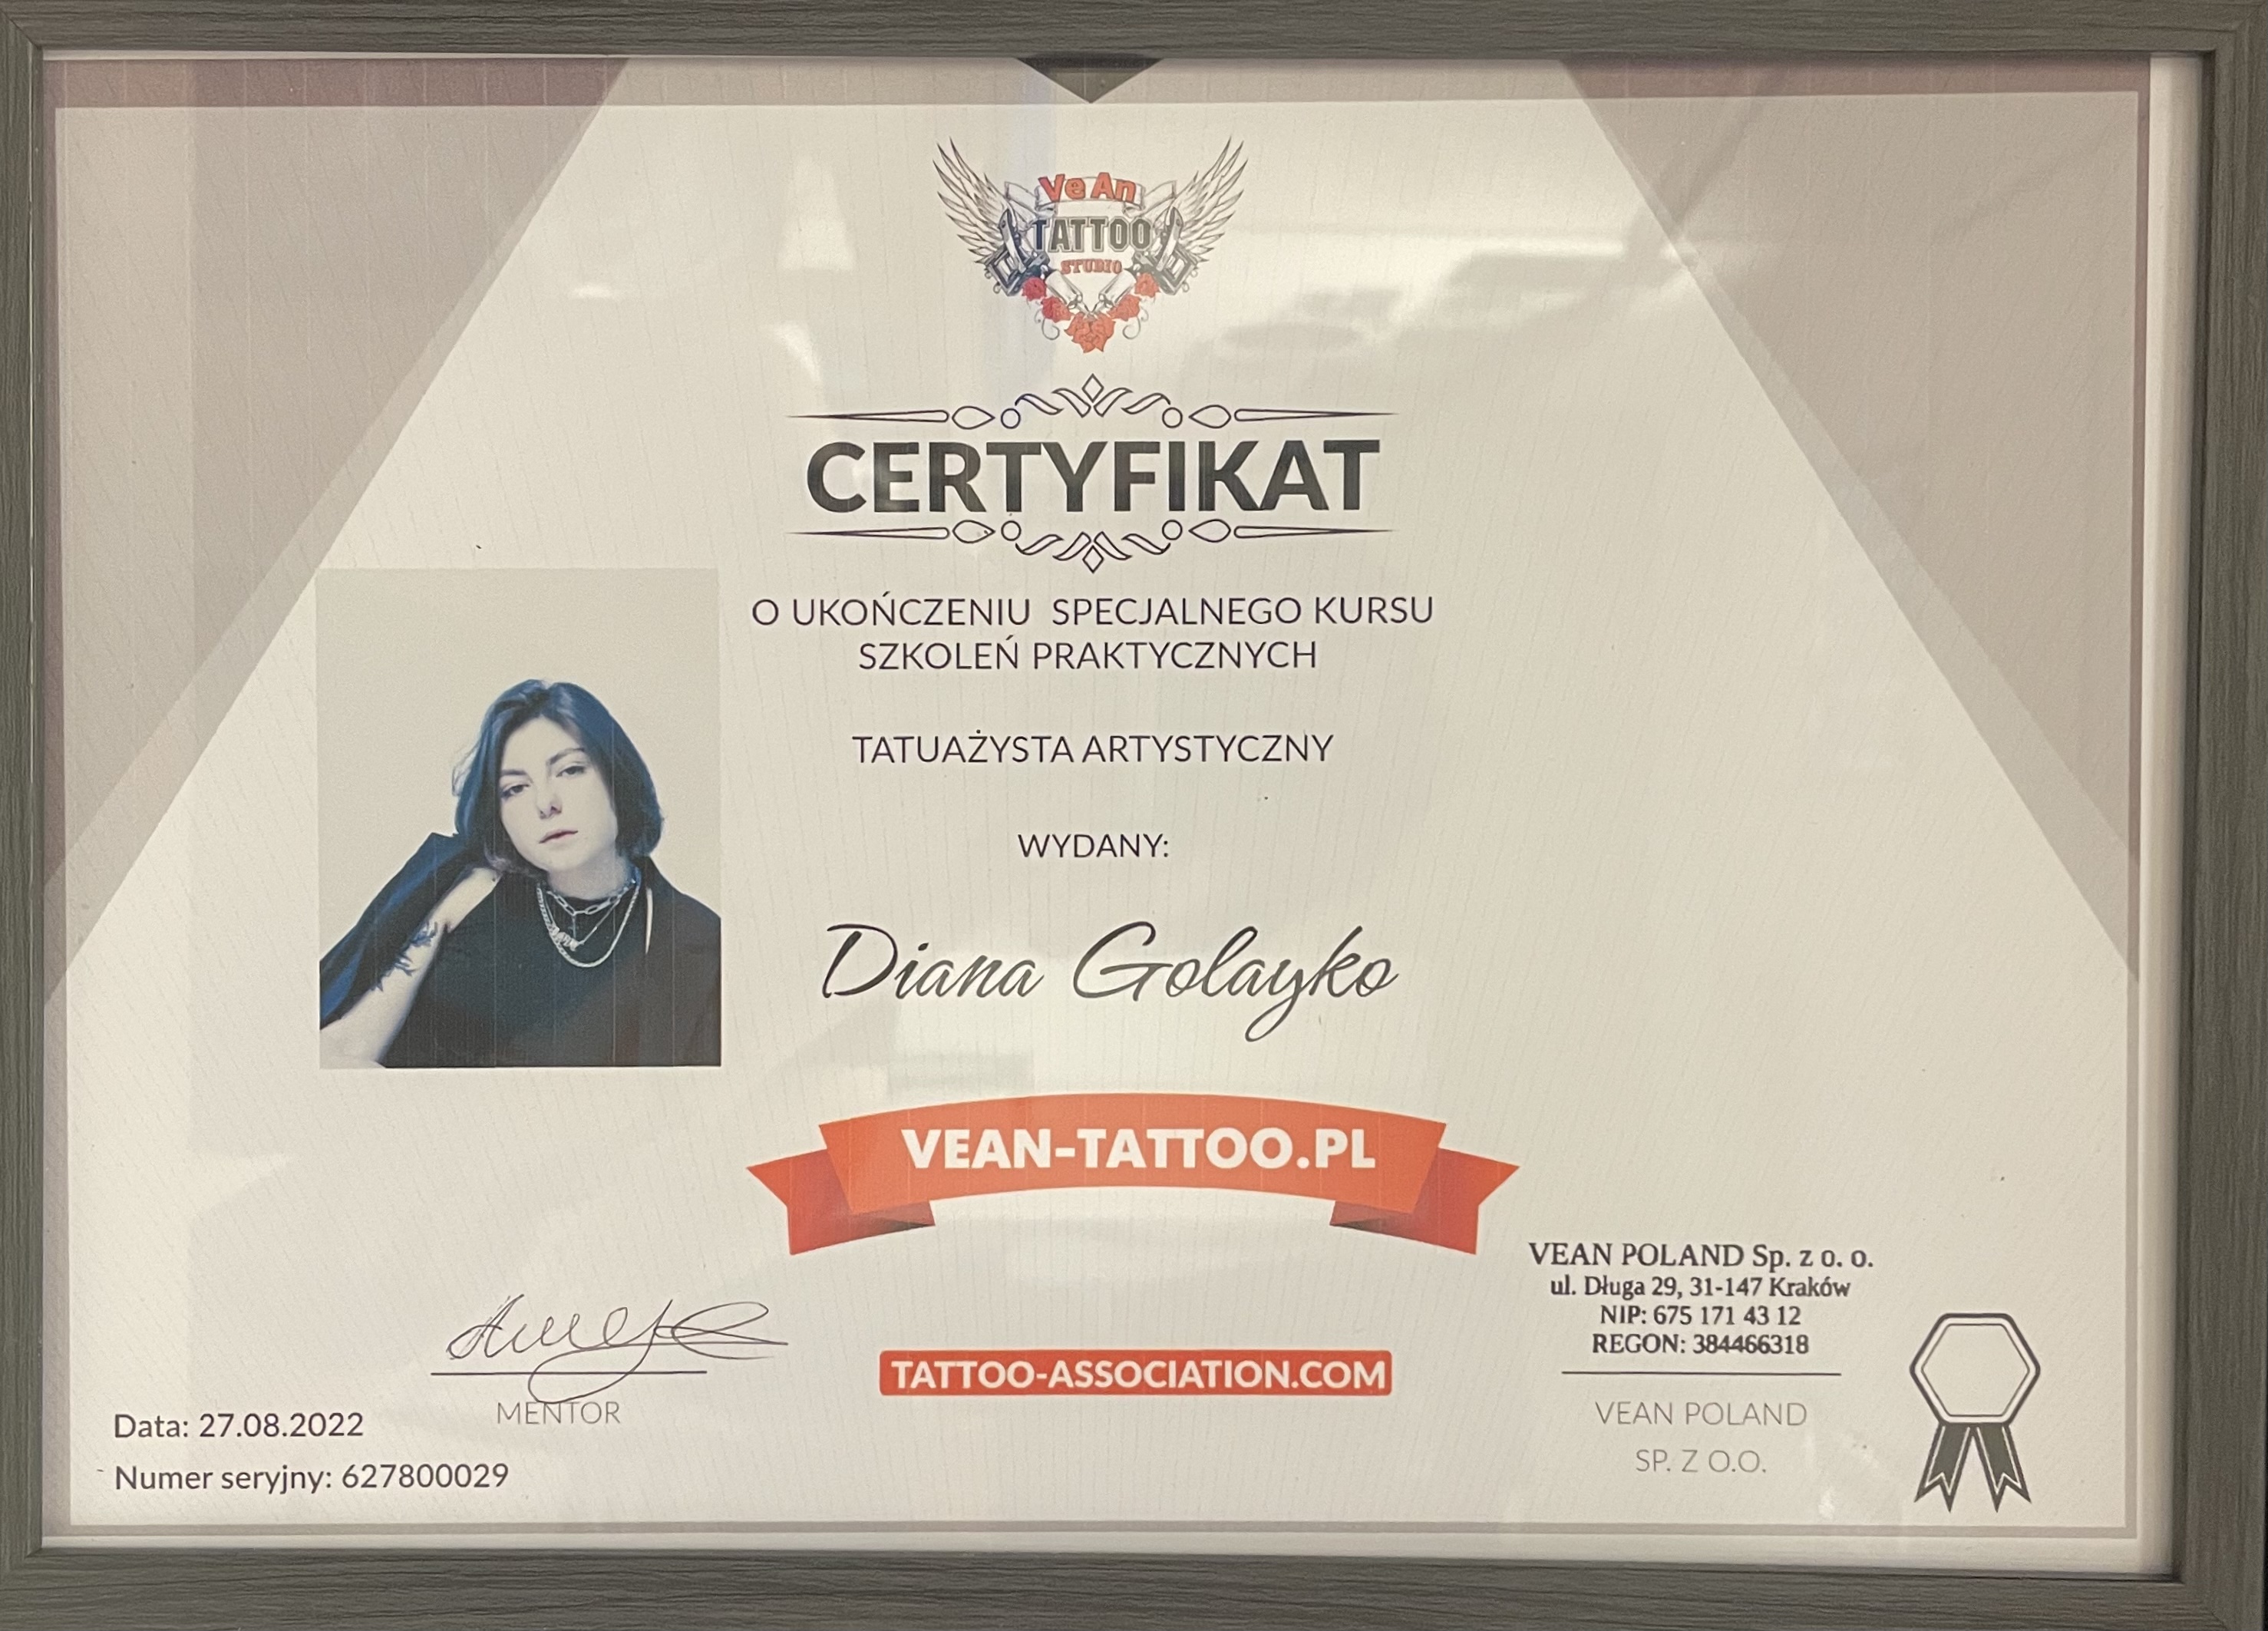 Ve An
TATTOO
STUDIO
CERTYFIKAT
O UKOŃCZENIU SPECJALNEGO KURSU
SZKOLEŃ PRAKTYCZNYCH
TATUAŻYSTA ARTYSTYCZNY
WYDANY:
Diana Golayko
VEAN-TATTOO.PL
VEAN POLAND Sp. z o. o.
ul. Długa 29, 31-147 Kraków
NIP: 675 171 43 12
REGON: 384466318
TATTOO-ASSOCIATION.COM
MENTOR
VEAN POLAND
SP. Z O.O.
Data: 27.08.2022
Numer seryjny: 627800029